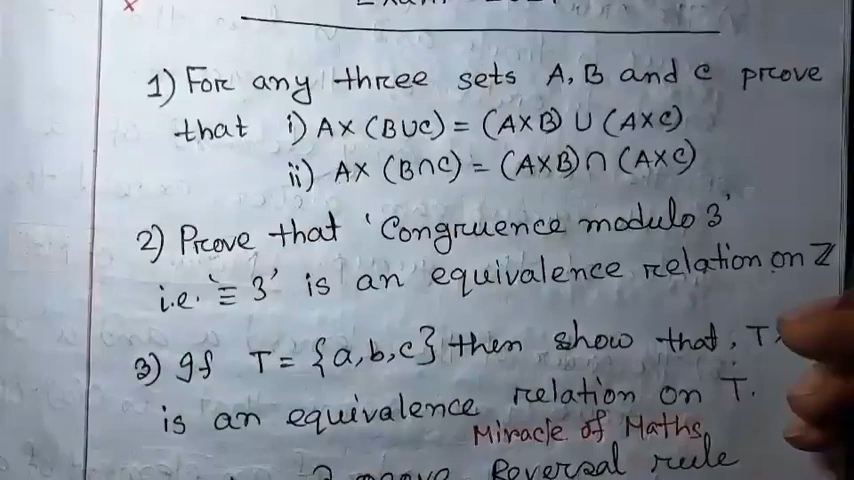 1) For any three sets A, B and C prove
that i) A×(B∪C) = (A×B) ∪ (A×C)
ii) A×(B∩C) = (A×B) ∩ (A×C)
2) Prove that 'Congruence modulo 3'
i.e. '≡ 3' is an equivalence relation on ℤ
3) If T = {a,b,c} then show that, T
is an equivalence relation on T.
Miracle of Maths
Reversal rule